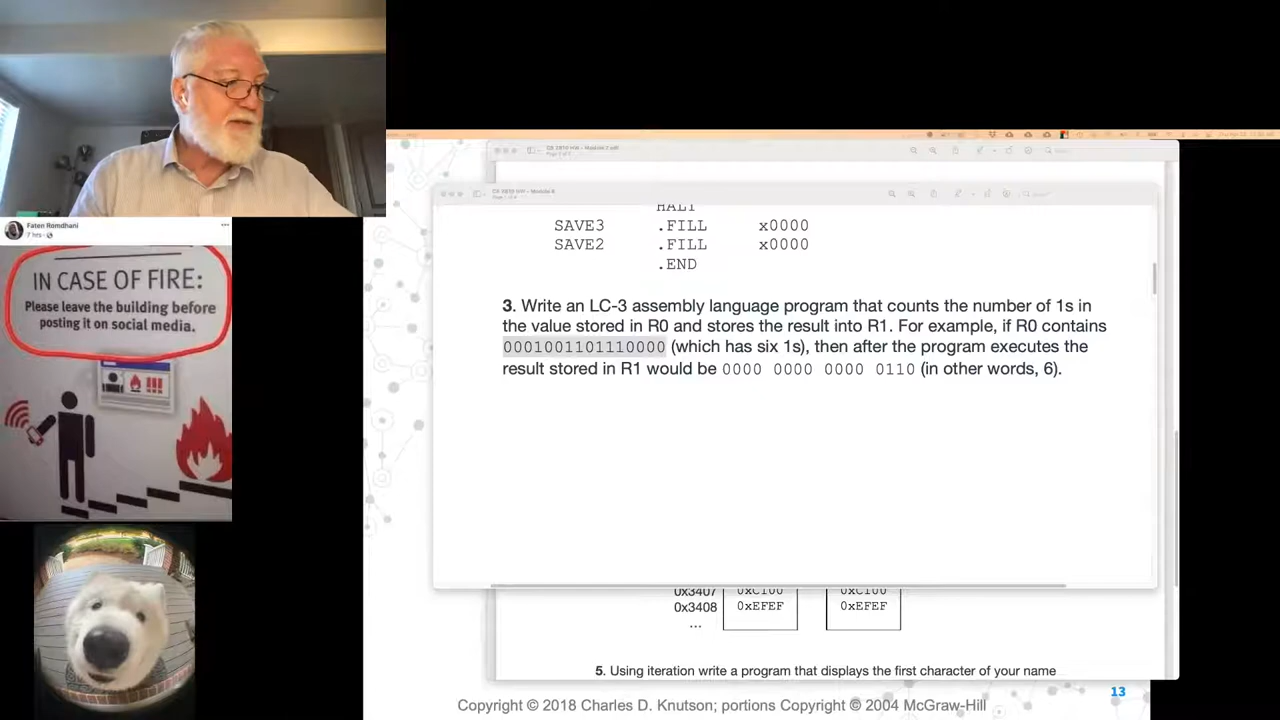 Faten Romdhani
7 hrs
IN CASE OF FIRE:
Please leave the building before
posting it on social media.
HALT
SAVE3 .FILL x0000
SAVE2 .FILL x0000
.END
3. Write an LC-3 assembly language program that counts the number of 1s in
the value stored in R0 and stores the result into R1. For example, if R0 contains
0001001101110000 (which has six 1s), then after the program executes the
result stored in R1 would be 0000 0000 0000 0110 (in other words, 6).
0x3407 0xC100 0xC100
0x3408 0xEFEF 0xEFEF
...
5. Using iteration write a program that displays the first character of your name
13
Copyright © 2018 Charles D. Knutson; portions Copyright © 2004 McGraw-Hill